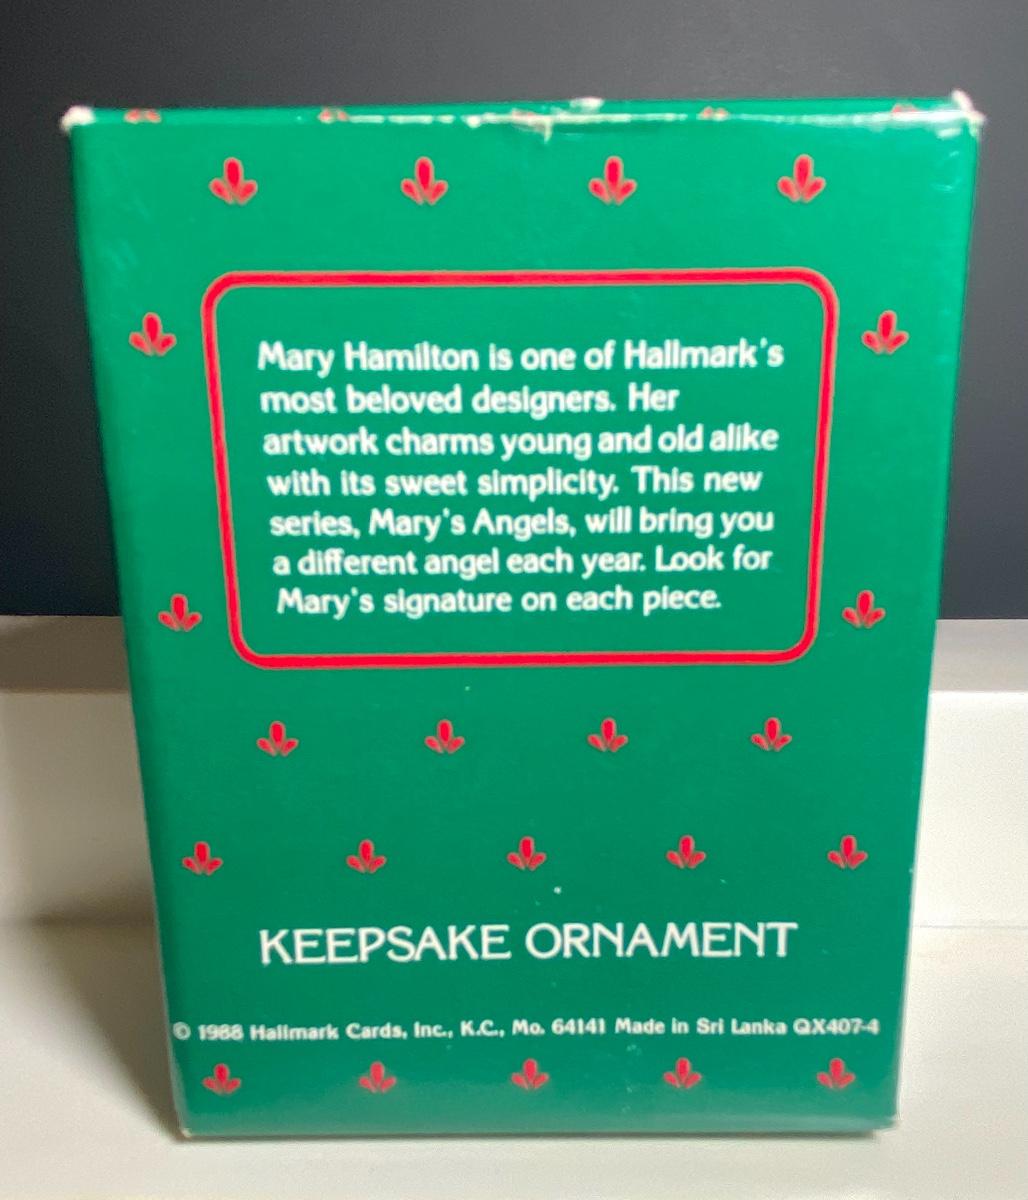 Mary Hamilton is one of Hallmark's
most beloved designers. Her
artwork charms young and old alike
with its sweet simplicity. This new
series, Mary's Angels, will bring you
a different angel each year. Look for
Mary's signature on each piece.
KEEPSAKE ORNAMENT
© 1988 Hallmark Cards, Inc., K.C., Mo. 64141 Made in Sri Lanka QX407-4